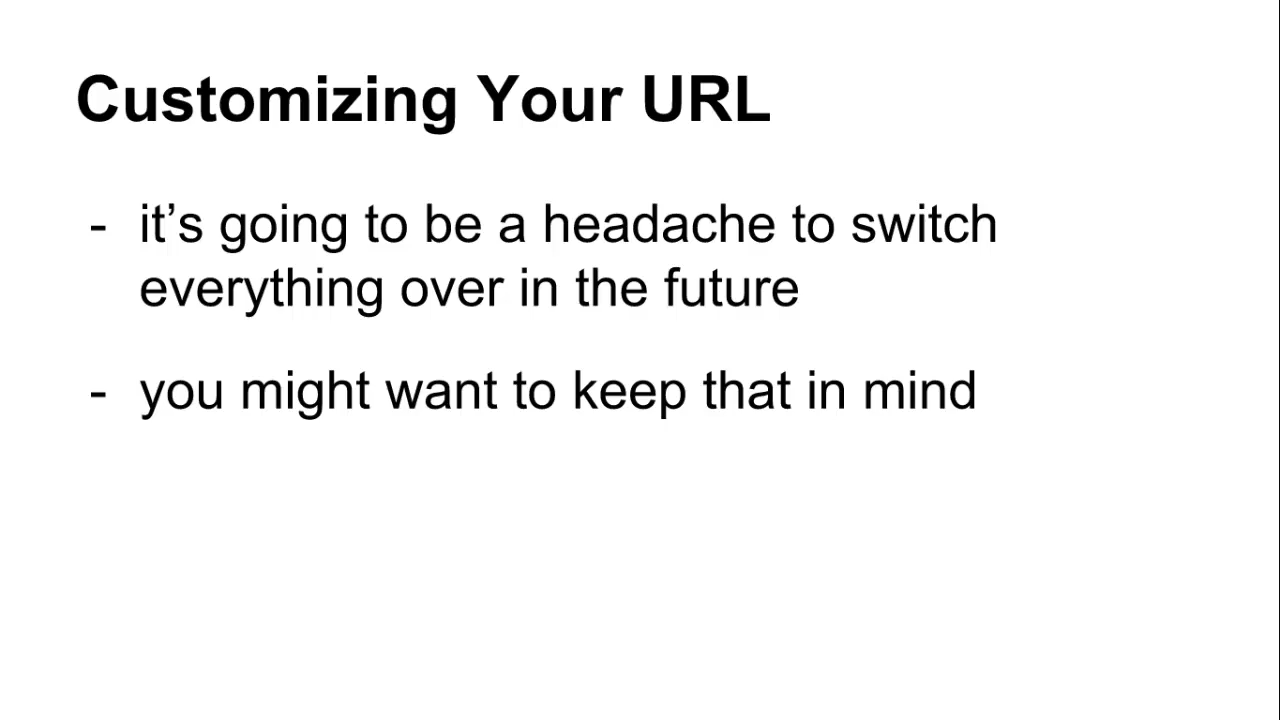 Customizing Your URL
- it’s going to be a headache to switch
everything over in the future
- you might want to keep that in mind